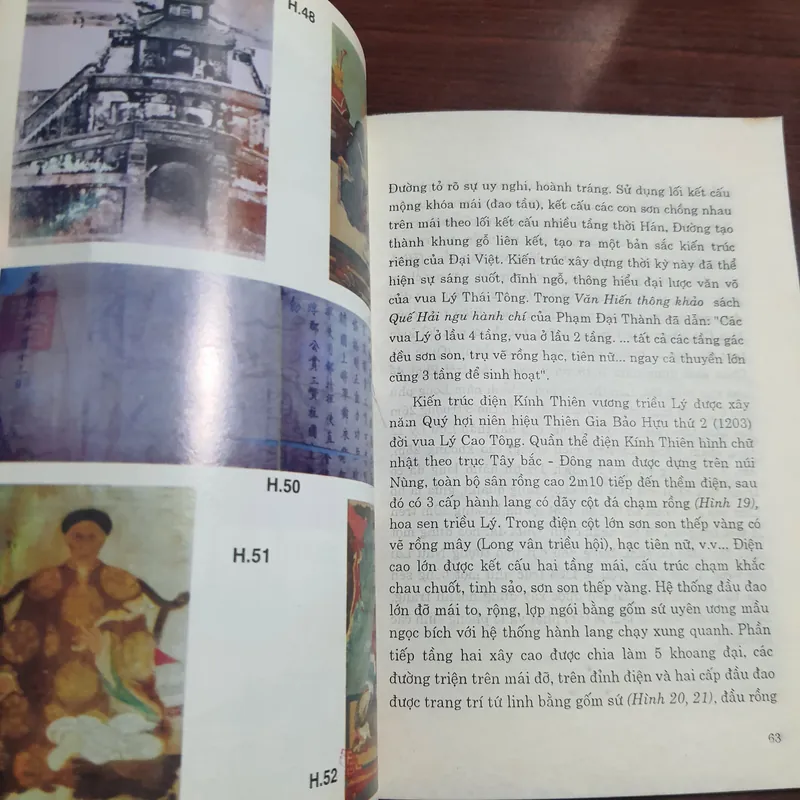 H.48
H.50
H.51
H.52
Đường tỏ rõ sự uy nghi, hoành tráng. Sử dụng lối kết cấu
mộng khóa mái (đao tầu), kết cấu các con sơn chồng nhau
trên mái theo lối kết cấu nhiều tầng thời Hán, Đường tạo
thành khung gỗ liên kết, tạo ra một bản sắc kiến trúc
riêng của Đại Việt. Kiến trúc xây dựng thời kỳ này đã thể
hiện sự sáng suốt, đĩnh ngỗ, thông hiểu đại lược văn võ
của vua Lý Thái Tông. Trong Văn Hiến thông khảo sách
Quế Hải ngu hành chí của Phạm Đại Thành đã dẫn: "Các
vua Lý ở lầu 4 tầng, vua ở lầu 2 tầng. ... tất cả các tầng gác
đều sơn son, trụ vẽ rồng hạc, tiên nữ... ngay cả thuyền lớn
cũng 3 tầng để sinh hoạt".
Kiến trúc điện Kính Thiên vương triều Lý được xây
năm Quý hợi niên hiệu Thiên Gia Bảo Hựu thứ 2 (1203)
đời vua Lý Cao Tông. Quần thể điện Kính Thiên hình chữ
nhật theo trục Tây bắc - Đông nam được dựng trên núi
Nùng, toàn bộ sân rồng cao 2m10 tiếp đến thềm điện, sau
đó có 3 cấp hành lang có dãy cột đá chạm rồng (Hình 19),
hoa sen triều Lý. Trong điện cột lớn sơn son thếp vàng có
vẽ rồng mây (Long vân triều hội), hạc tiên nữ, v.v... Điện
cao lớn được kết cấu hai tầng mái, cấu trúc chạm khắc
chau chuốt, tinh sảo, sơn son thếp vàng. Hệ thống đầu đao
lớn đỡ mái to, rộng, lợp ngói bằng gốm sứ uyên ương mầu
ngọc bích với hệ thống hành lang chạy xung quanh. Phần
tiếp tầng hai xây cao được chia làm 5 khoang đại, các
đường triện trên mái đỡ, trên đỉnh điện và hai cấp đầu đao
được trang trí tứ linh bằng gốm sứ (Hình 20, 21), đầu rồng
63